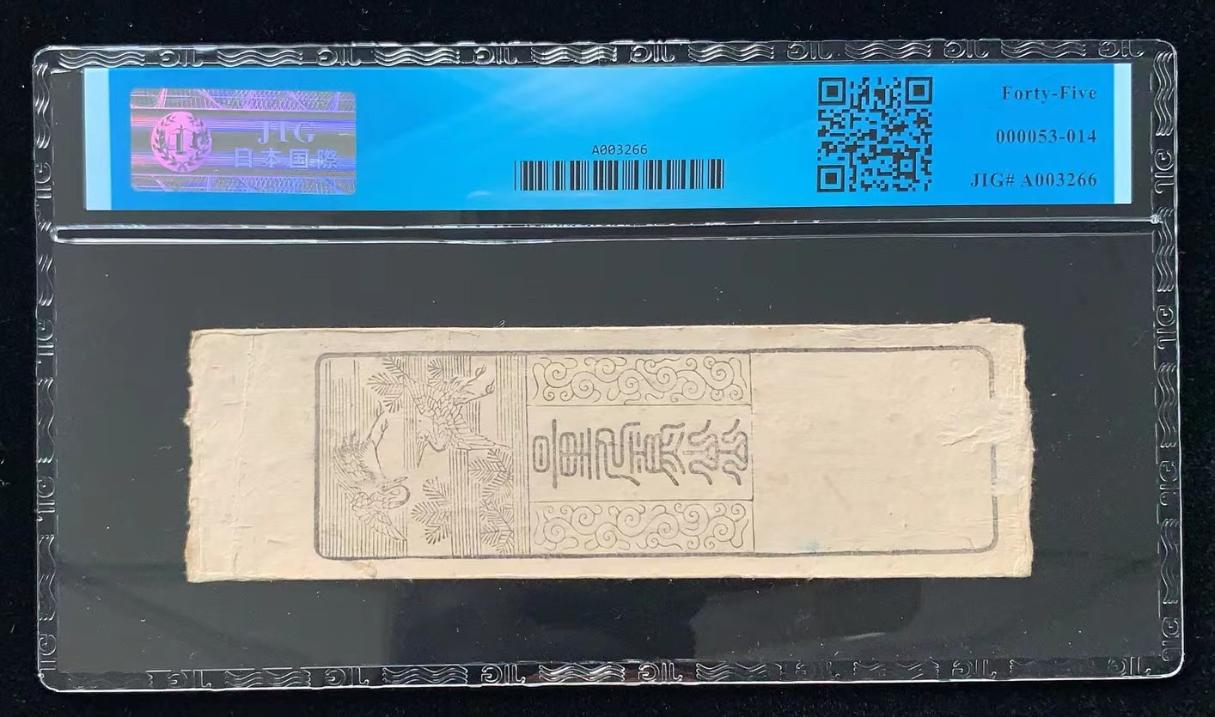 JIG
日本国際
A003266
Forty-Five
000053-014
JIG# A003266